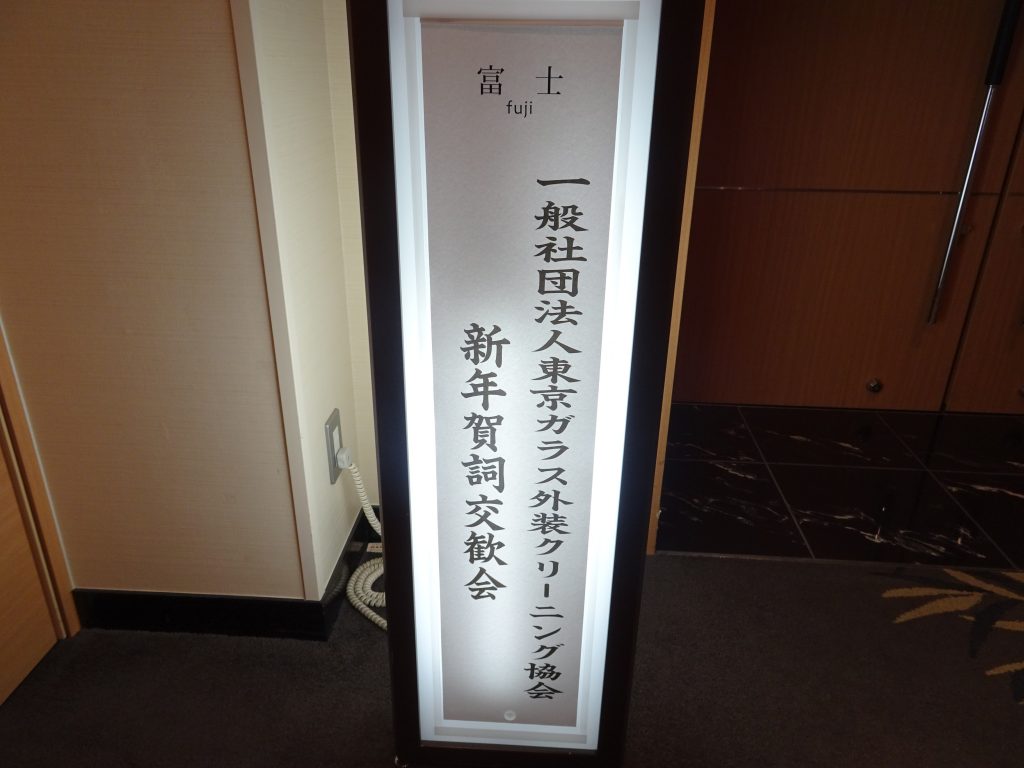 富士
fuji
一般社団法人東京ガラス外装クリーニング協会
新年賀詞交歓会